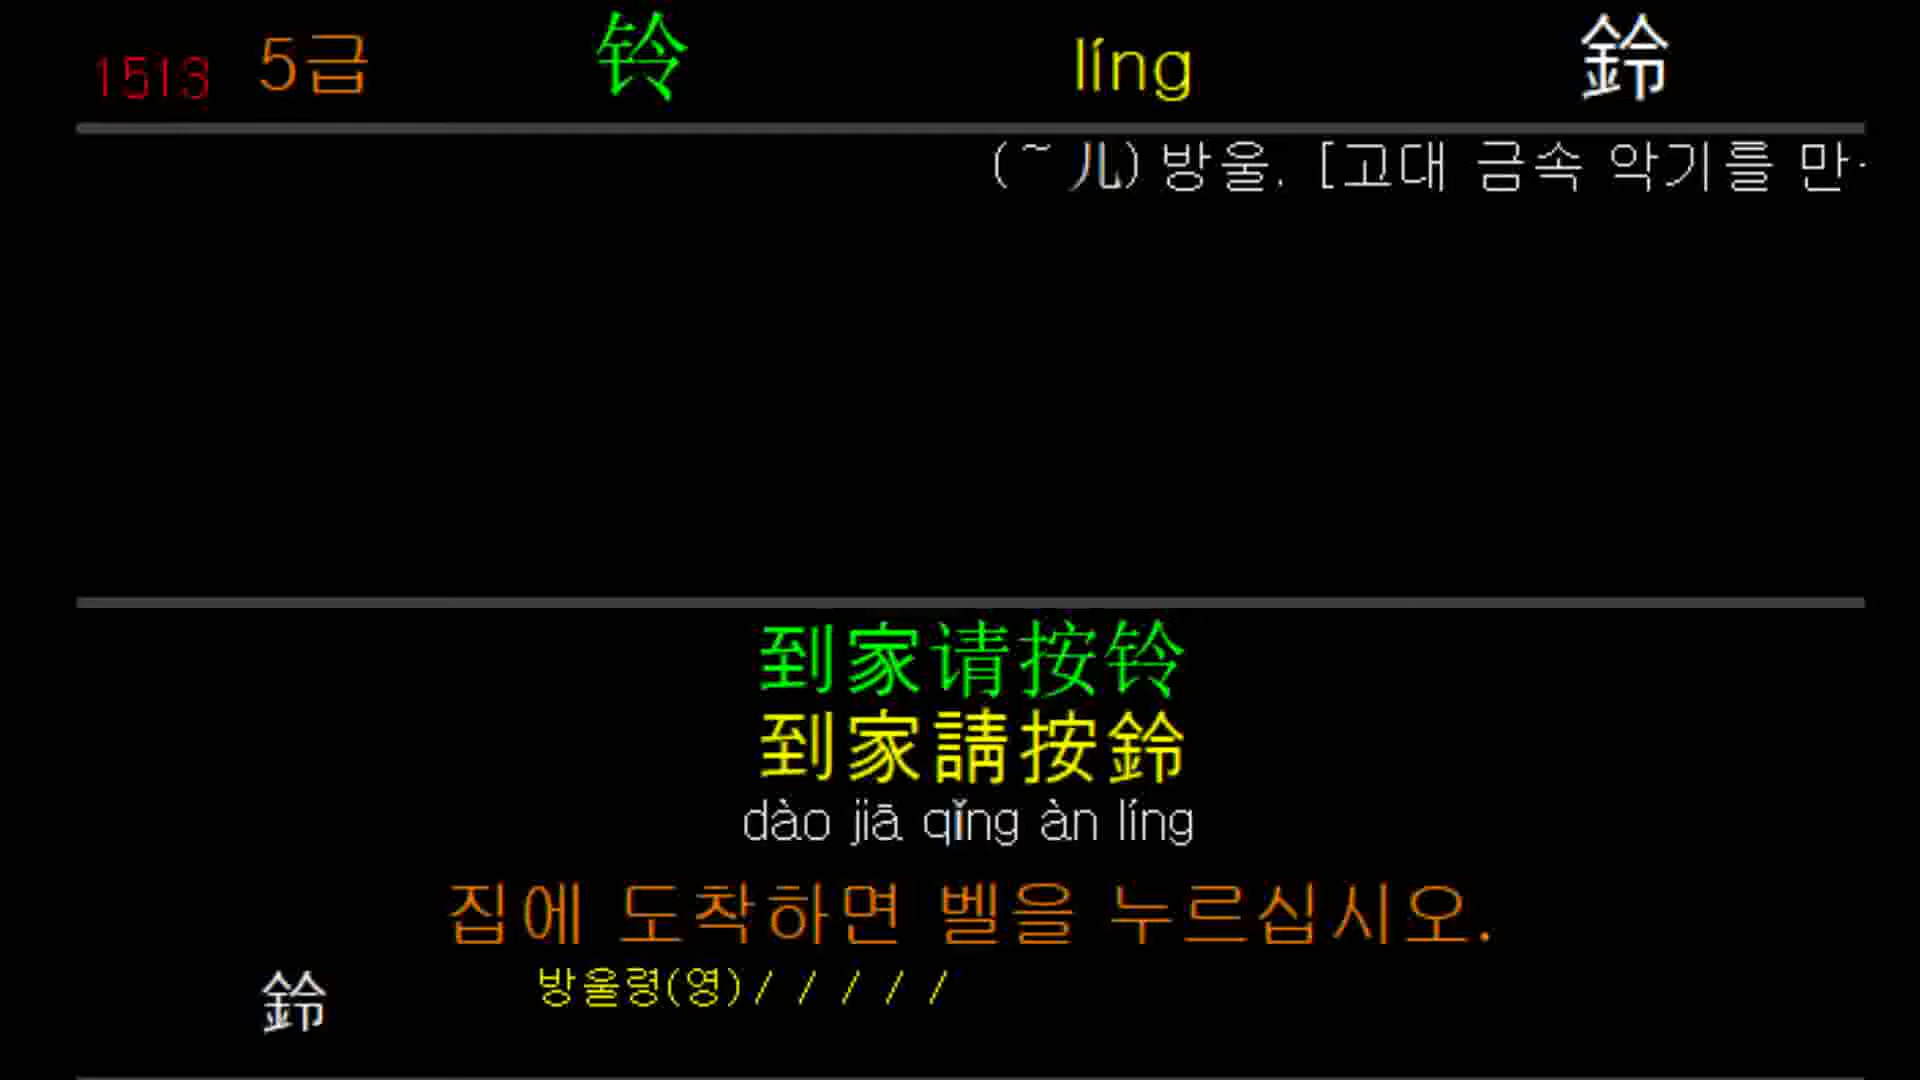 1513 5급 铃 líng 鈴
(~儿) 방울. [고대 금속 악기를 만·
到家请按铃
到家請按鈴
dào jiā qǐng àn líng
집에 도착하면 벨을 누르십시오.
鈴 방울령(영)/ / / / /